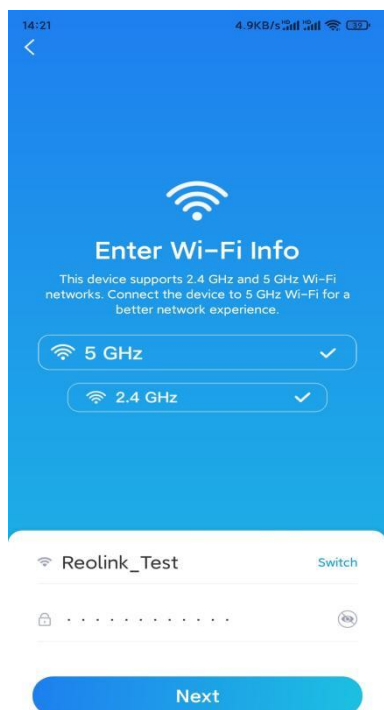 14:21 4.9KB/s 39
Enter Wi-Fi Info
This device supports 2.4 GHz and 5 GHz Wi-Fi
networks. Connect the device to 5 GHz Wi-Fi for a
better network experience.
5 GHz
2.4 GHz
Reolink_Test Switch
............
Next